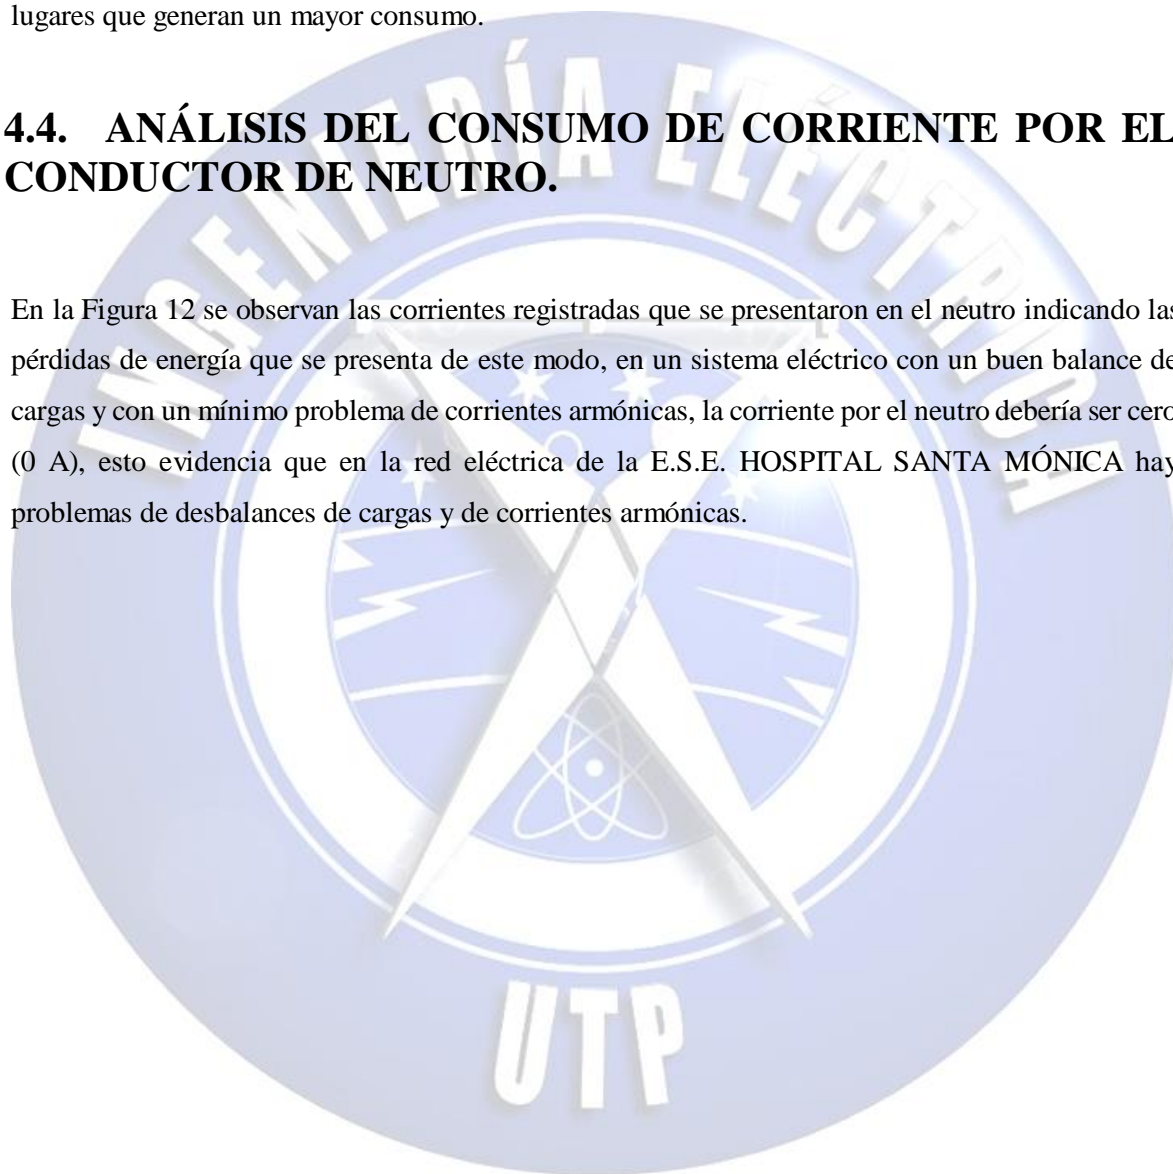 lugares que generan un mayor consumo.
4.4. ANÁLISIS DEL CONSUMO DE CORRIENTE POR EL
CONDUCTOR DE NEUTRO.
En la Figura 12 se observan las corrientes registradas que se presentaron en el neutro indicando las
pérdidas de energía que se presenta de este modo, en un sistema eléctrico con un buen balance de
cargas y con un mínimo problema de corrientes armónicas, la corriente por el neutro debería ser cero
(0 A), esto evidencia que en la red eléctrica de la E.S.E. HOSPITAL SANTA MÓNICA hay
problemas de desbalances de cargas y de corrientes armónicas.
INGENIERÍA ELÉCTRICA
UTP